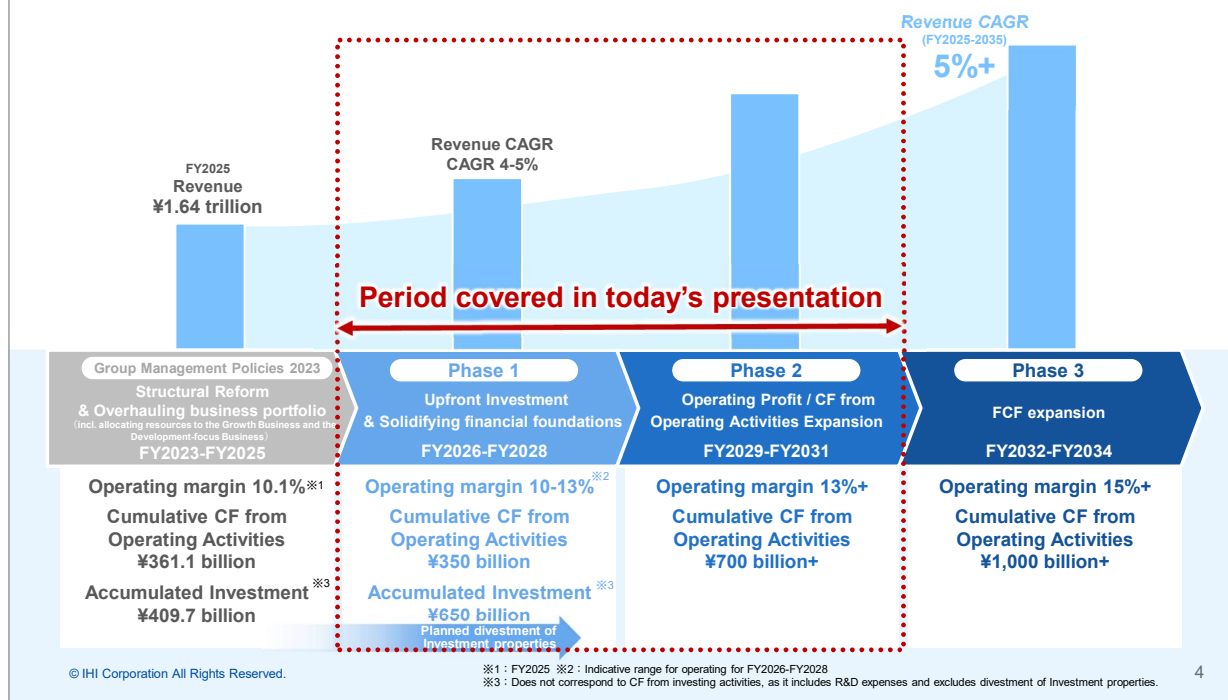 Revenue CAGR
(FY2025-2035)
5%+
Revenue CAGR
CAGR 4-5%
FY2025
Revenue
¥1.64 trillion
Period covered in today's presentation
Group Management Policies 2023
Structural Reform
& Overhauling business portfolio
(incl. allocating resources to the Growth Business and the
Development-focus Business)
FY2023-FY2025
Phase 1
Upfront Investment
& Solidifying financial foundations
FY2026-FY2028
Phase 2
Operating Profit / CF from
Operating Activities Expansion
FY2029-FY2031
Phase 3
FCF expansion
FY2032-FY2034
Operating margin 10.1%※1
Cumulative CF from
Operating Activities
¥361.1 billion
Accumulated Investment ※3
¥409.7 billion
Operating margin 10-13%※2
Cumulative CF from
Operating Activities
¥350 billion
Accumulated Investment ※3
¥650 billion
Planned divestment of
Investment properties
Operating margin 13%+
Cumulative CF from
Operating Activities
¥700 billion+
Operating margin 15%+
Cumulative CF from
Operating Activities
¥1,000 billion+
© IHI Corporation All Rights Reserved.
※1：FY2025 ※2：Indicative range for operating for FY2026-FY2028
※3：Does not correspond to CF from investing activities, as it includes R&D expenses and excludes divestment of Investment properties.
4